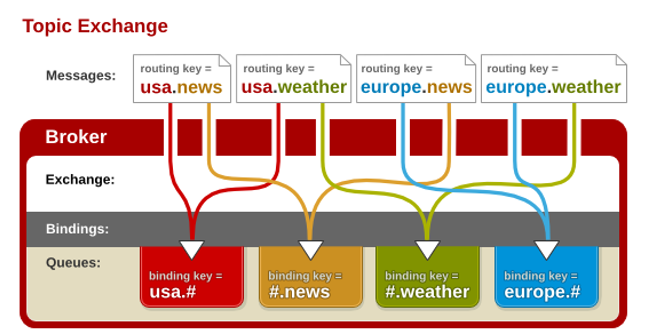 Topic Exchange
Messages:
routing key =
usa.news
routing key =
usa.weather
routing key =
europe.news
routing key =
europe.weather
Broker
Exchange:
Bindings:
Queues:
binding key =
usa.#
binding key =
#.news
binding key =
#.weather
binding key =
europe.#